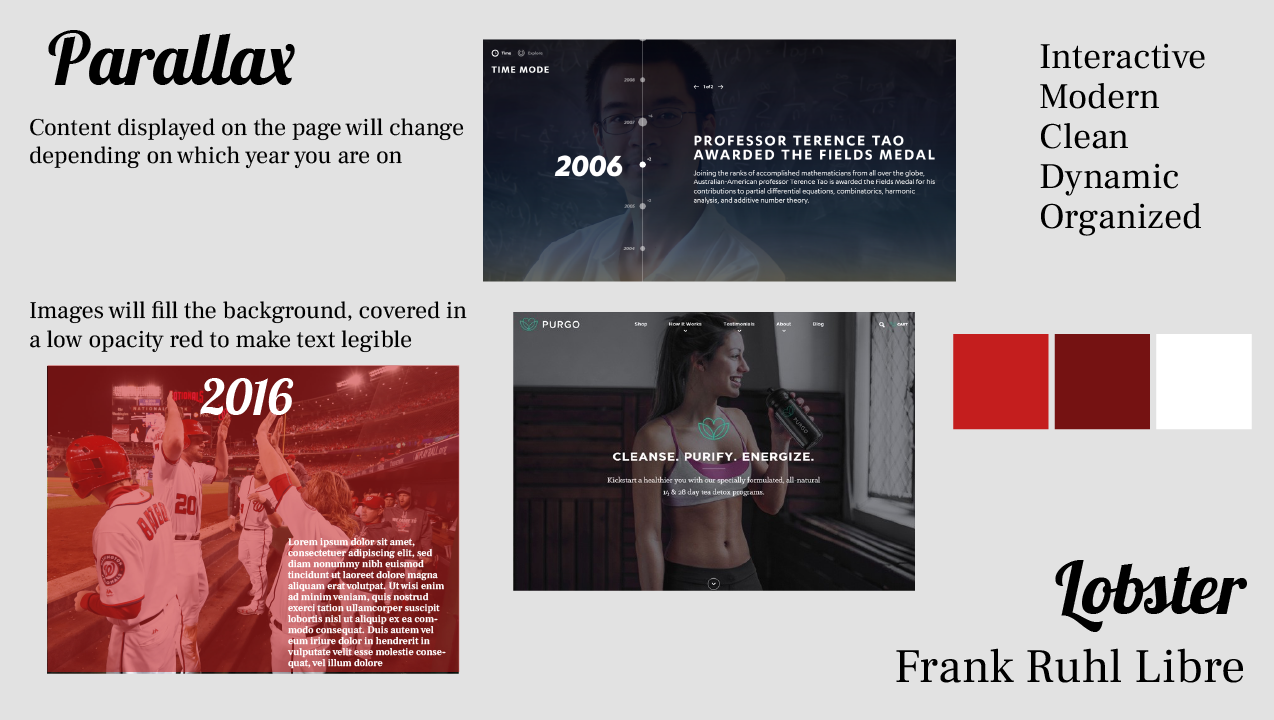 Parallax
Content displayed on the page will change
depending on which year you are on
Time Explore
TIME MODE
2008
2007
2006
2005
2004
1 of 2
PROFESSOR TERENCE TAO
AWARDED THE FIELDS MEDAL
Joining the ranks of accomplished mathematicians from all over the globe,
Australian-American professor Terence Tao is awarded the Fields Medal for his
contributions to partial differential equations, combinatorics, harmonic
analysis, and additive number theory.
Interactive
Modern
Clean
Dynamic
Organized
Images will fill the background, covered in
a low opacity red to make text legible
2016
NATIONALS
20
Lorem ipsum dolor sit amet,
consectetuer adipiscing elit, sed
diam nonummy nibh euismod
tincidunt ut laoreet dolore magna
aliquam erat volutpat. Ut wisi enim
ad minim veniam, quis nostrud
exerci tation ullamcorper suscipit
lobortis nisl ut aliquip ex ea com-
modo consequat. Duis autem vel
eum iriure dolor in hendrerit in
vulputate velit esse molestie conse-
quat, vel illum dolore
PURGO
Shop How It Works Testimonials About Blog CART
PURGO
CLEANSE. PURIFY. ENERGIZE.
Kickstart a healthier you with our specially formulated, all-natural
14 & 28 day tea detox programs.
Lobster
Frank Ruhl Libre